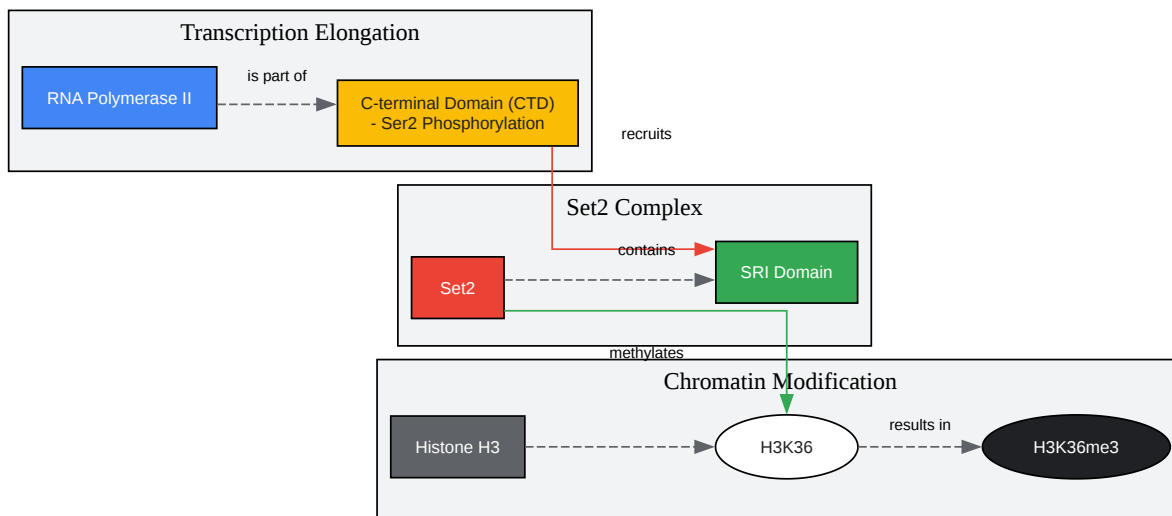 Transcription Elongation
RNA Polymerase II
is part of
C-terminal Domain (CTD)
- Ser2 Phosphorylation
recruits
Set2 Complex
Set2
contains
SRI Domain
methylates
Chromatin Modification
Histone H3
H3K36
results in
H3K36me3